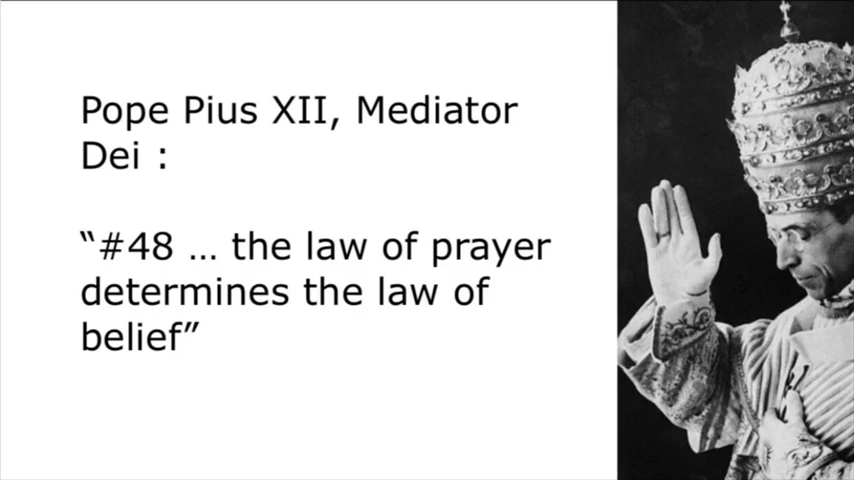 Pope Pius XII, Mediator
Dei :
“#48 … the law of prayer
determines the law of
belief”